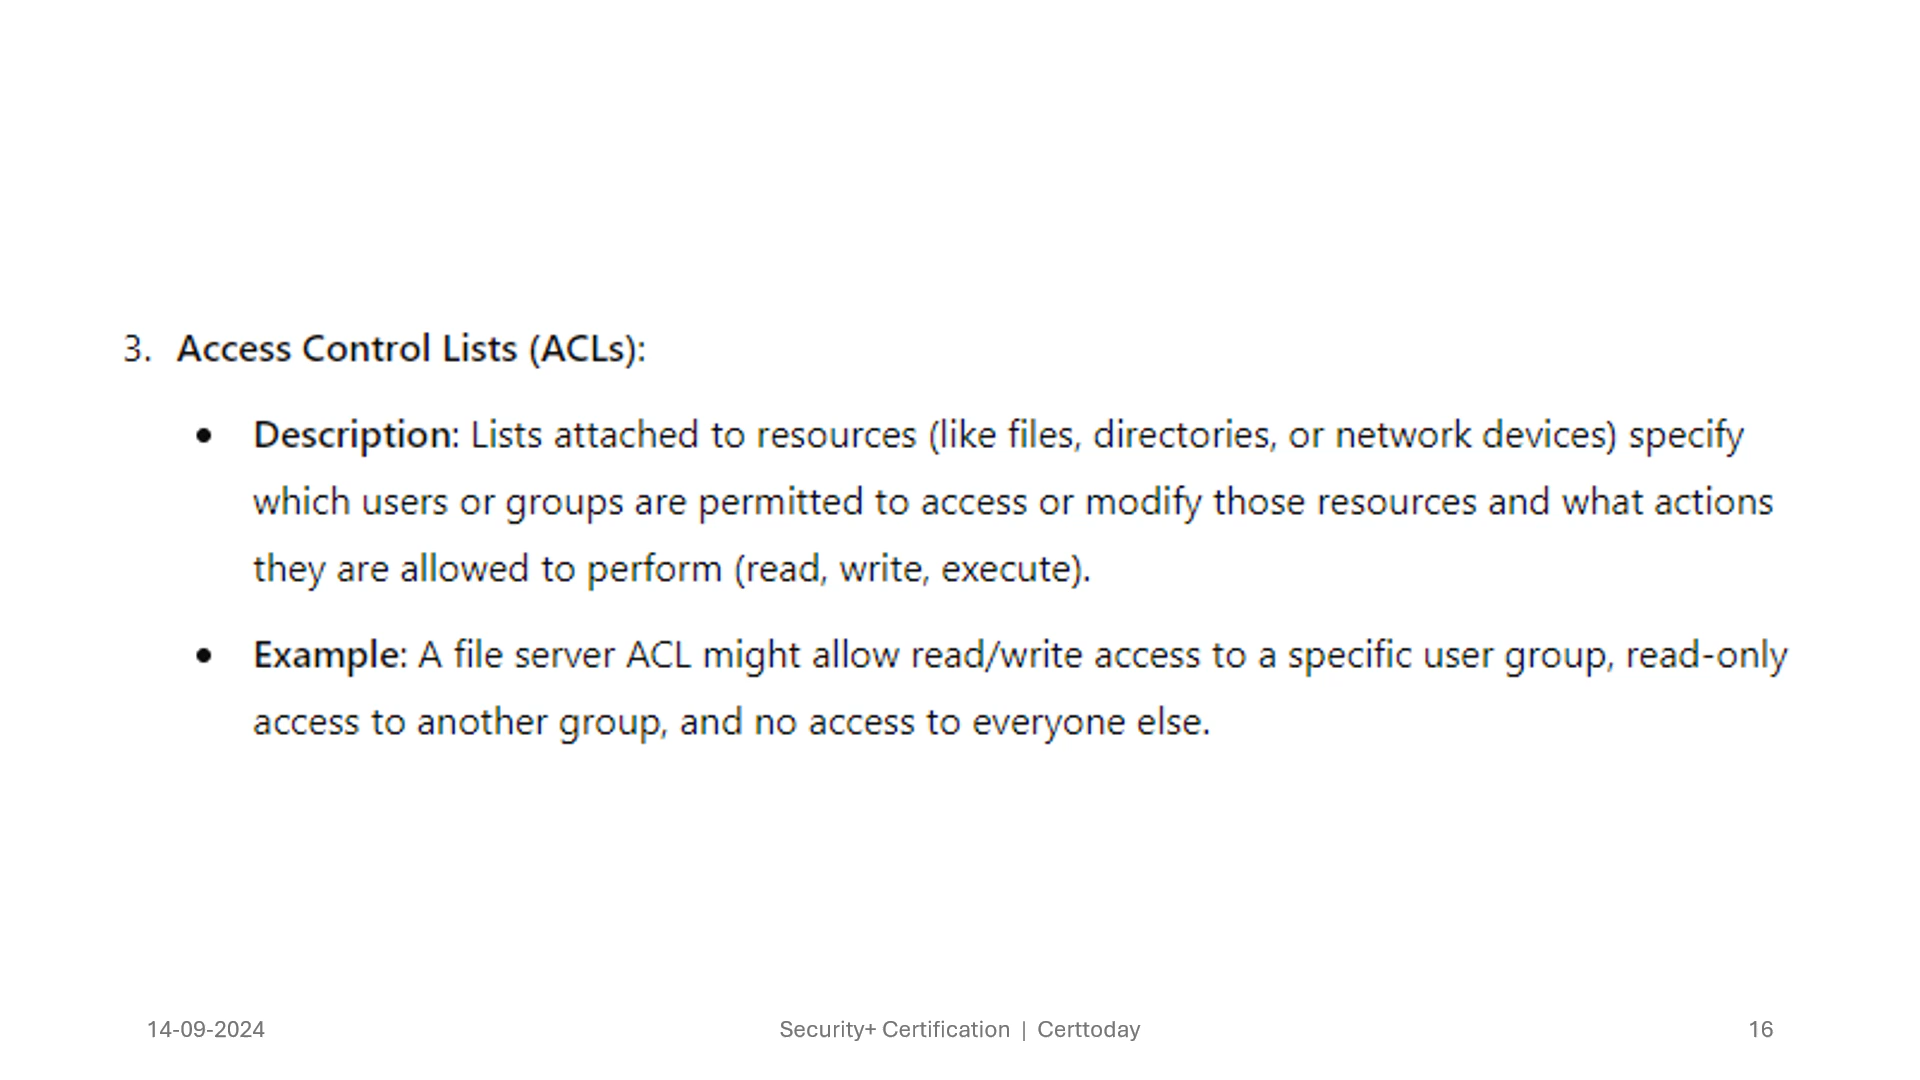 3. Access Control Lists (ACLs):
• Description: Lists attached to resources (like files, directories, or network devices) specify
which users or groups are permitted to access or modify those resources and what actions
they are allowed to perform (read, write, execute).
• Example: A file server ACL might allow read/write access to a specific user group, read-only
access to another group, and no access to everyone else.
14-09-2024
Security+ Certification | Certtoday
16